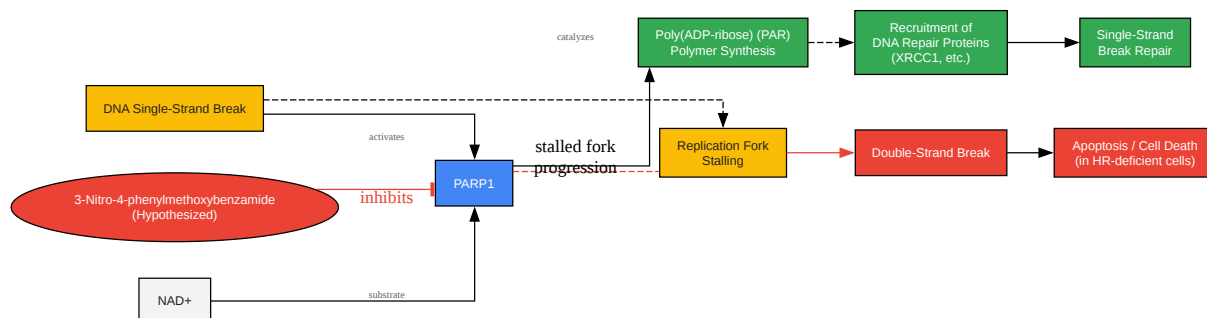 catalyzes
Poly(ADP-ribose) (PAR)
Polymer Synthesis
Recruitment of
DNA Repair Proteins
(XRCC1, etc.)
Single-Strand
Break Repair
DNA Single-Strand Break
activates
stalled fork
progression
Replication Fork
Stalling
Double-Strand Break
Apoptosis / Cell Death
(in HR-deficient cells)
PARP1
3-Nitro-4-phenylmethoxybenzamide
(Hypothesized)
inhibits
NAD+
substrate